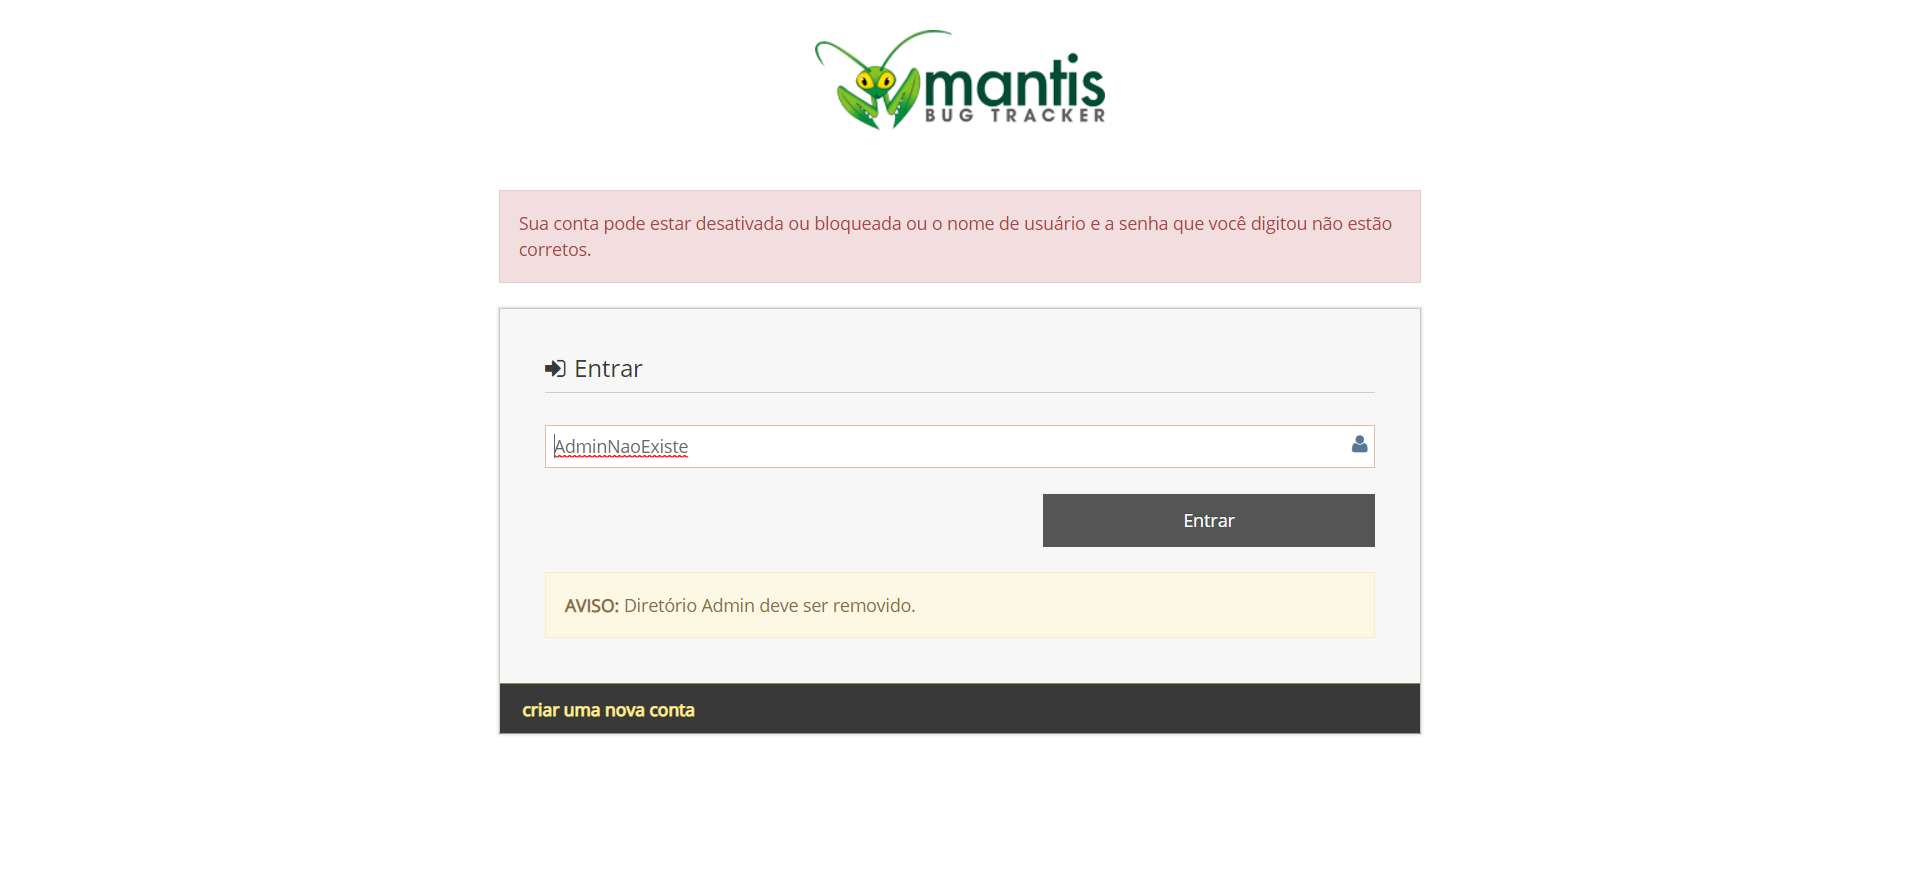 mantis
BUG TRACKER
Sua conta pode estar desativada ou bloqueada ou o nome de usuário e a senha que você digitou não estão
corretos.
Entrar
AdminNaoExiste
Entrar
AVISO: Diretório Admin deve ser removido.
criar uma nova conta